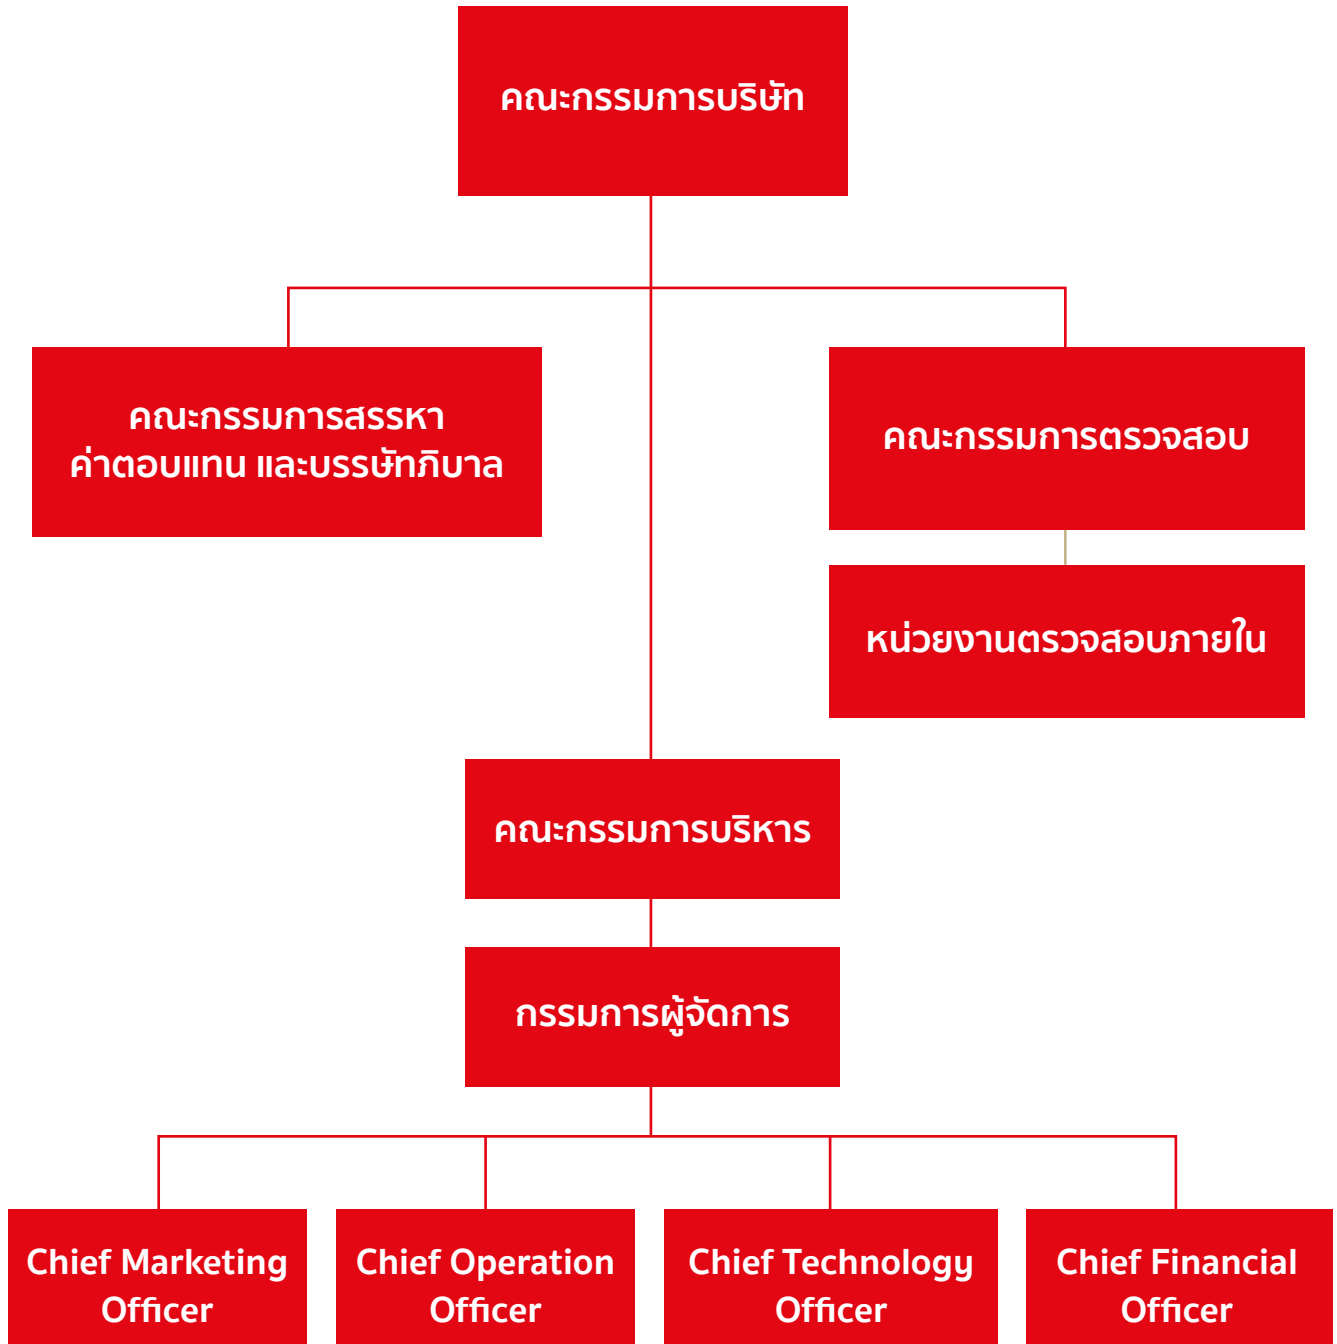 คณะกรรมการบริษัท
คณะกรรมการสรรหา
ค่าตอบแทน และบรรษัทภิบาล
คณะกรรมการตรวจสอบ
หน่วยงานตรวจสอบภายใน
คณะกรรมการบริหาร
กรรมการผู้จัดการ
Chief Marketing
Officer
Chief Operation
Officer
Chief Technology
Officer
Chief Financial
Officer